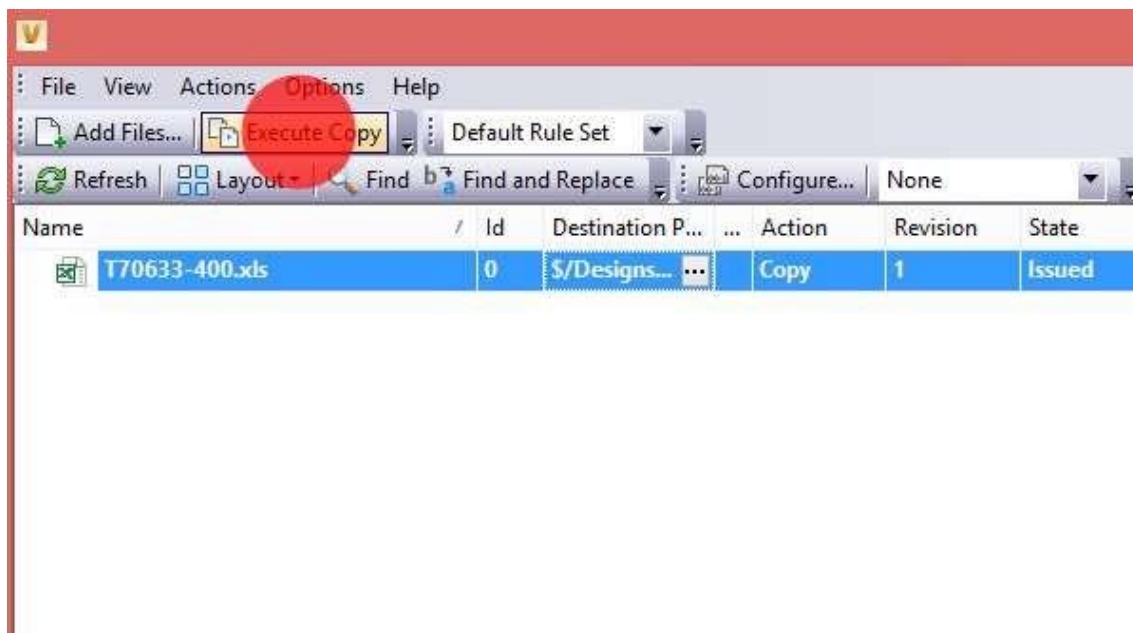 File View Actions Options Help
Add Files... Execute Copy Default Rule Set
Refresh Layout Find Find and Replace Configure... None
Name / Id Destination P... ... Action Revision State
T70633-400.xls 0 $/Designs... ... Copy 1 Issued